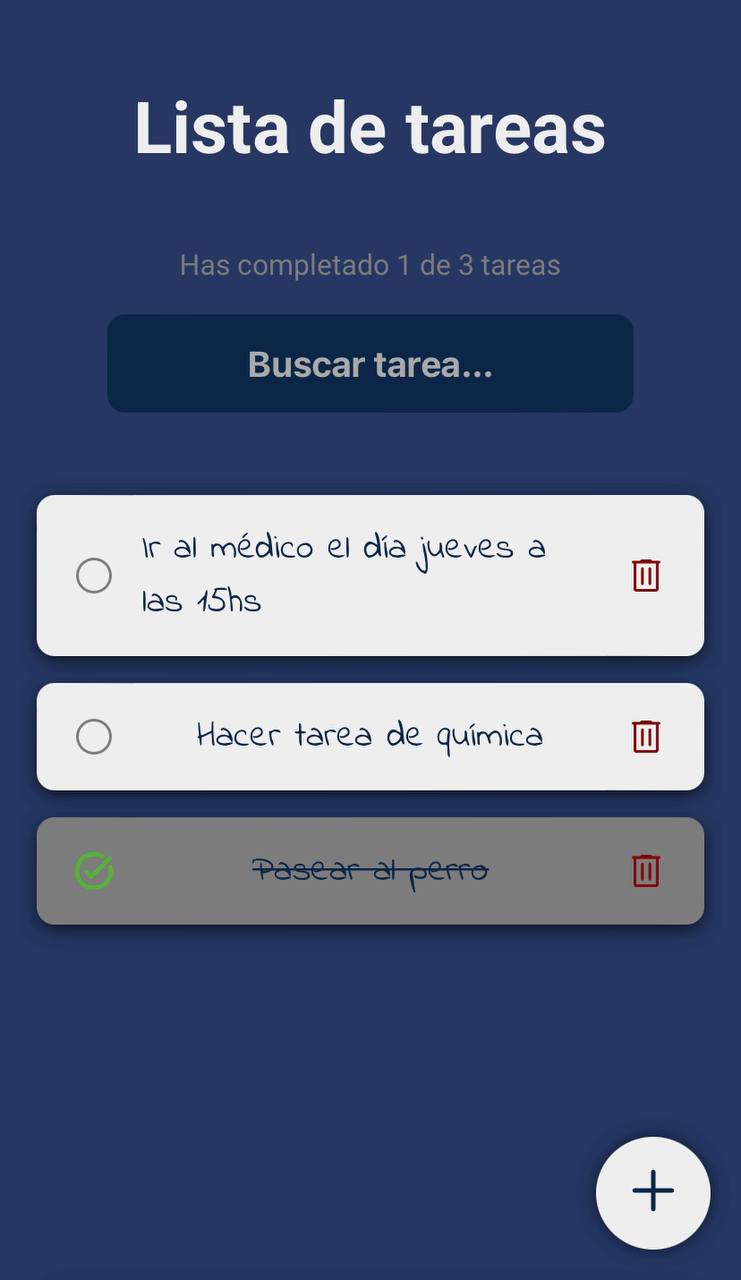 Lista de tareas
Has completado 1 de 3 tareas
Buscar tarea...
Ir al médico el día jueves a
las 15hs
Hacer tarea de química
Pasear al perro